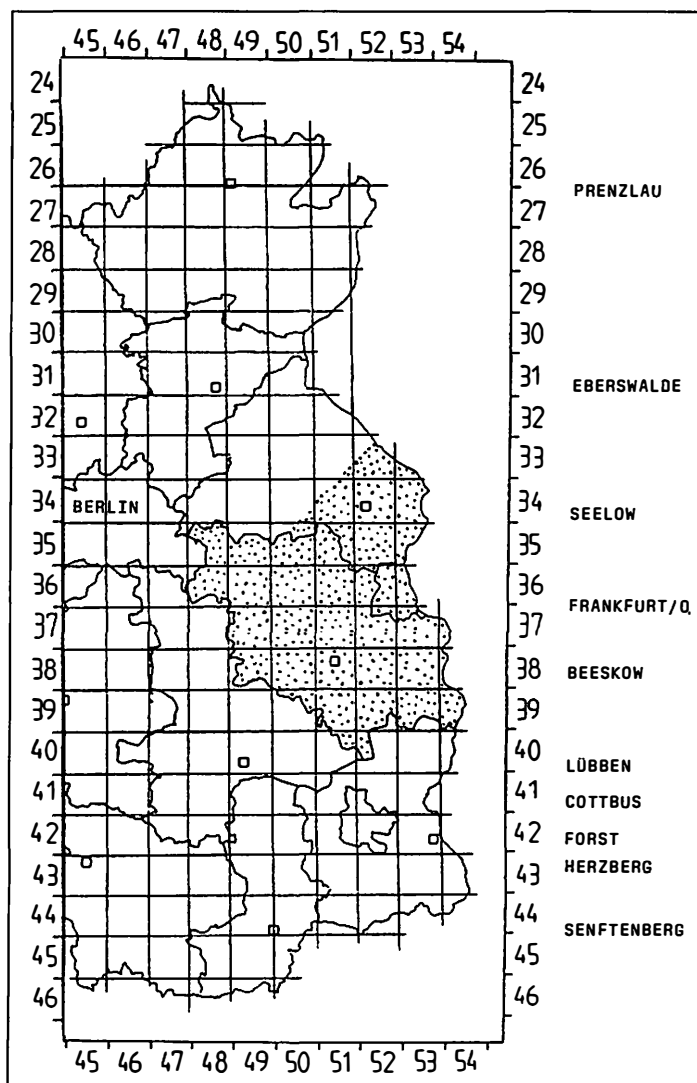 45 46 47 48 49 50 51 52 53 54
24 24
25 25
26 26
PRENZLAU
27 27
28 28
29 29
30 30
31 31
EBERSWALDE
32 32
33 33
34 BERLIN 34
SEELOW
35 35
36 36
FRANKFURT/O.
37 37
38 38
BEESKOW
39 39
40 40
LÜBBEN
41 41
COTTBUS
42 42
FORST
43 43
HERZBERG
44 44
SENFTENBERG
45 45
46 46
45 46 47 48 49 50 51 52 53 54